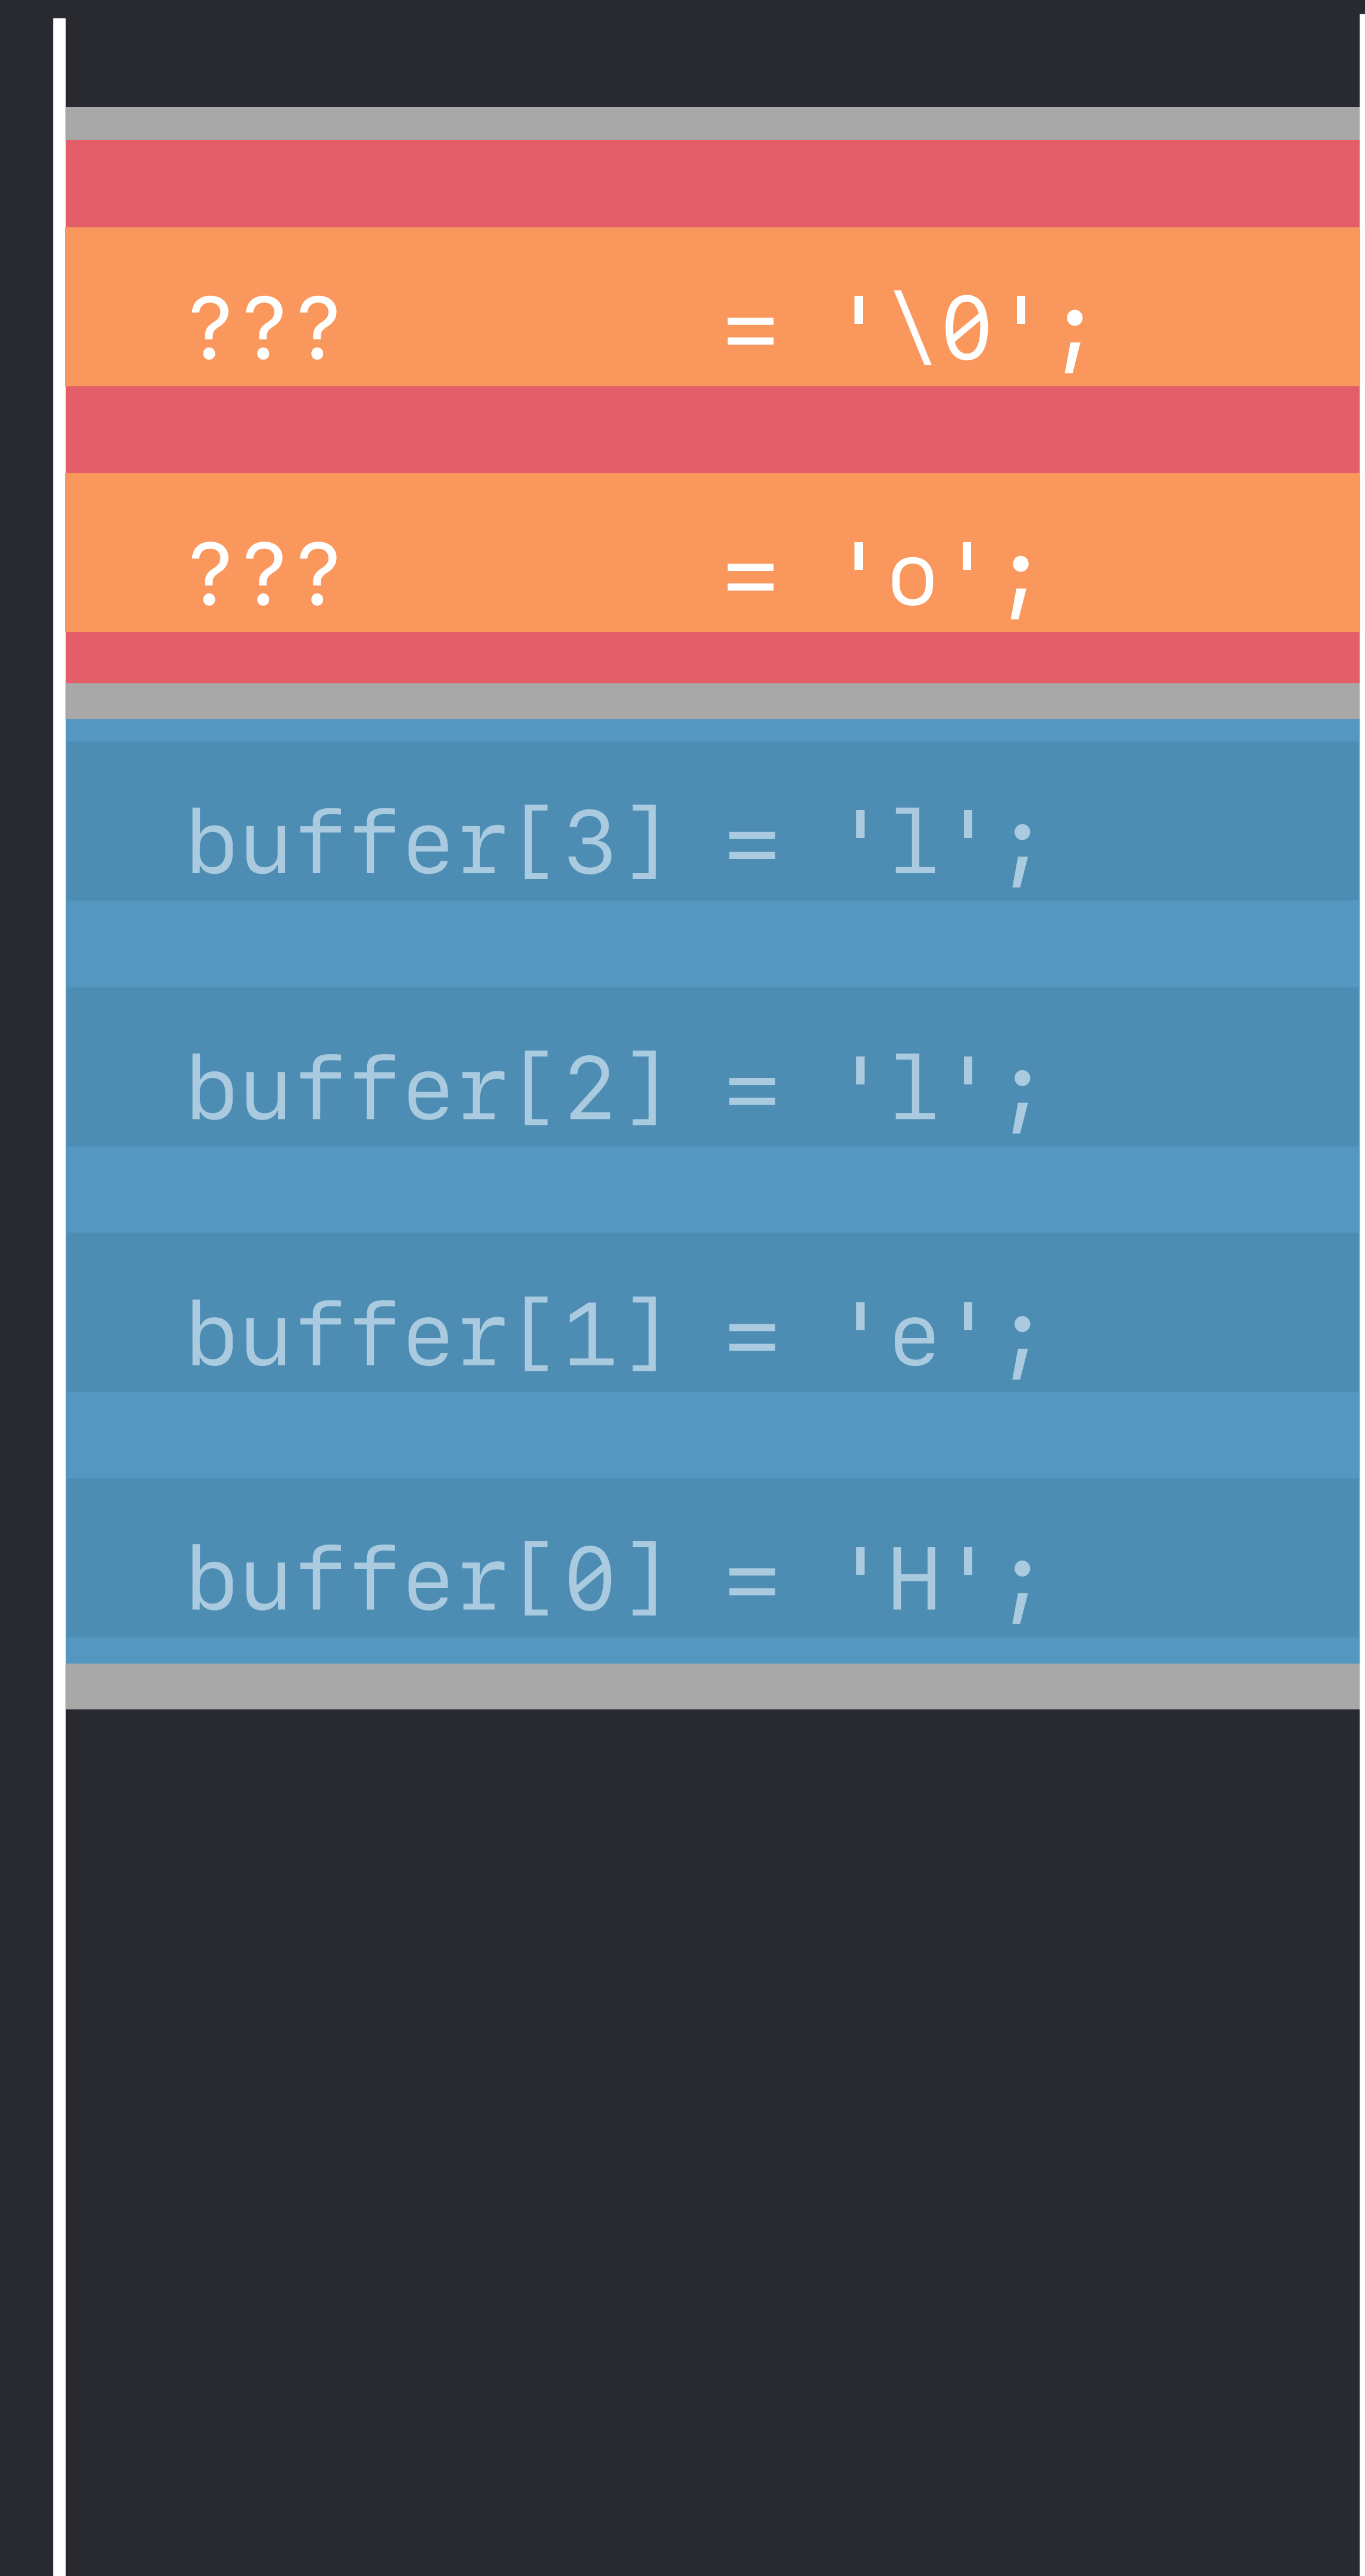 ???       = '\0';
???       = 'o';
buffer[3] = 'l';
buffer[2] = 'l';
buffer[1] = 'e';
buffer[0] = 'H';